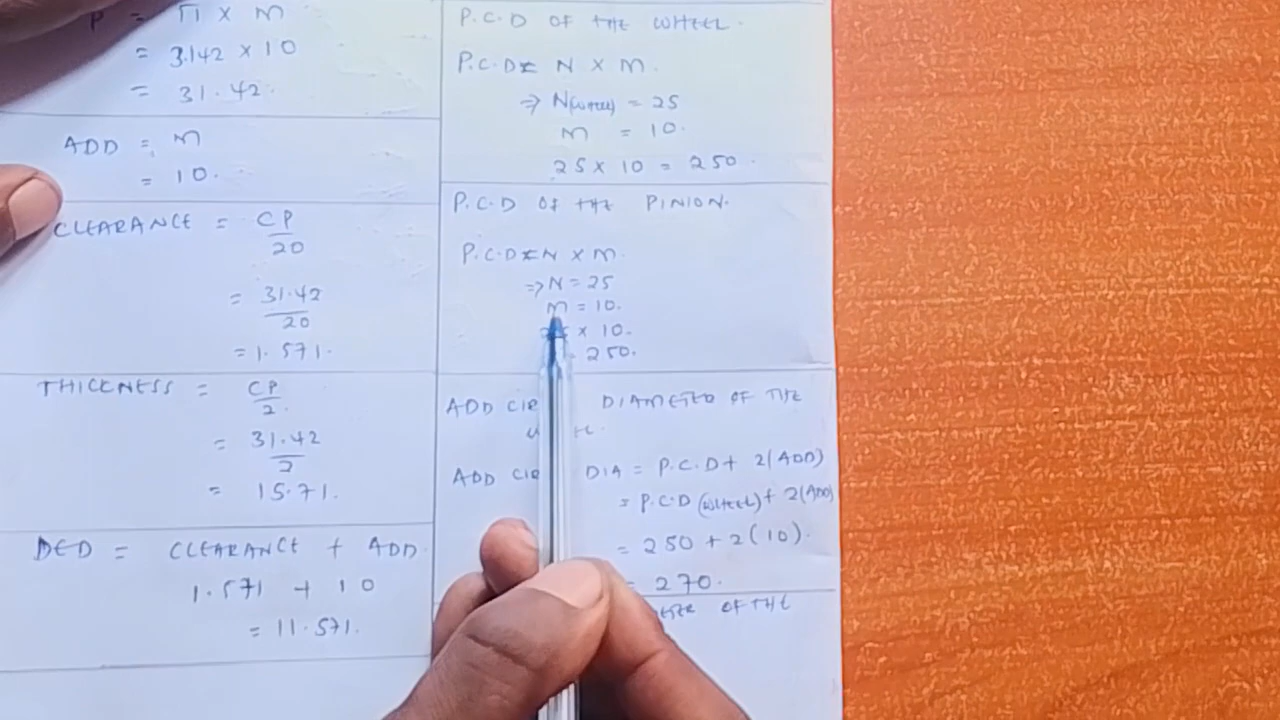 P = Π × M
= 3.142 × 10
= 31.42.
ADD = M
= 10.
CLEARANCE = CP
20
= 31.42
20
= 1.571.
THICKNESS = CP
2.
= 31.42
2
= 15.71.
DED = CLEARANCE + ADD
1.571 + 10
= 11.571.
P.C.D OF THE WHEEL.
P.C.D = N × M.
⇒ N(WHEEL) = 25
M = 10.
25 × 10 = 250.
P.C.D OF THE PINION.
P.C.D = N × M.
⇒ N = 25
M = 10.
× 10.
250.
ADD DIAMETER OF THE
ADD DIA = P.C.D + 2(ADD)
= P.C.D (WHEEL) + 2(ADD)
= 250 + 2(10).
= 270.
OF THE